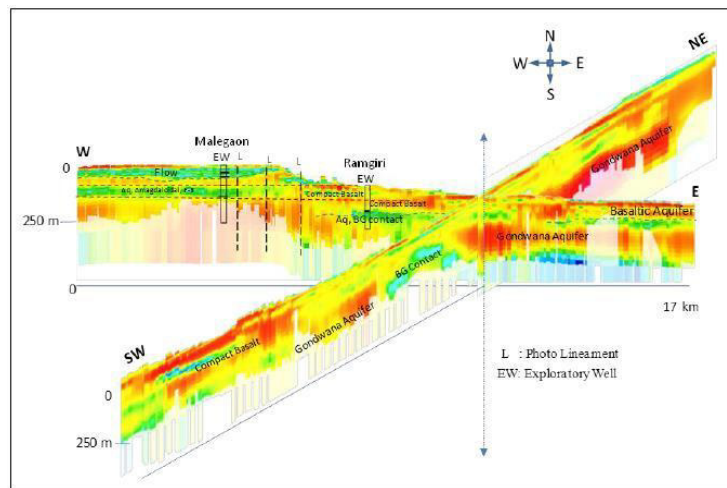 N
W E
S
NE
W
Malegaon
EW
L
L
L
Ramgiri
EW
0
Flow
Compact Basalt
Compact Basalt
250 m
Aq, BG contact
Gondwana Aquifer
E
Basaltic Aquifer
Gondwana Aquifer
BG Contact
0
17 km
SW
Compact Basalt
Gondwana Aquifer
0
250 m
L : Photo Lineament
EW: Exploratory Well